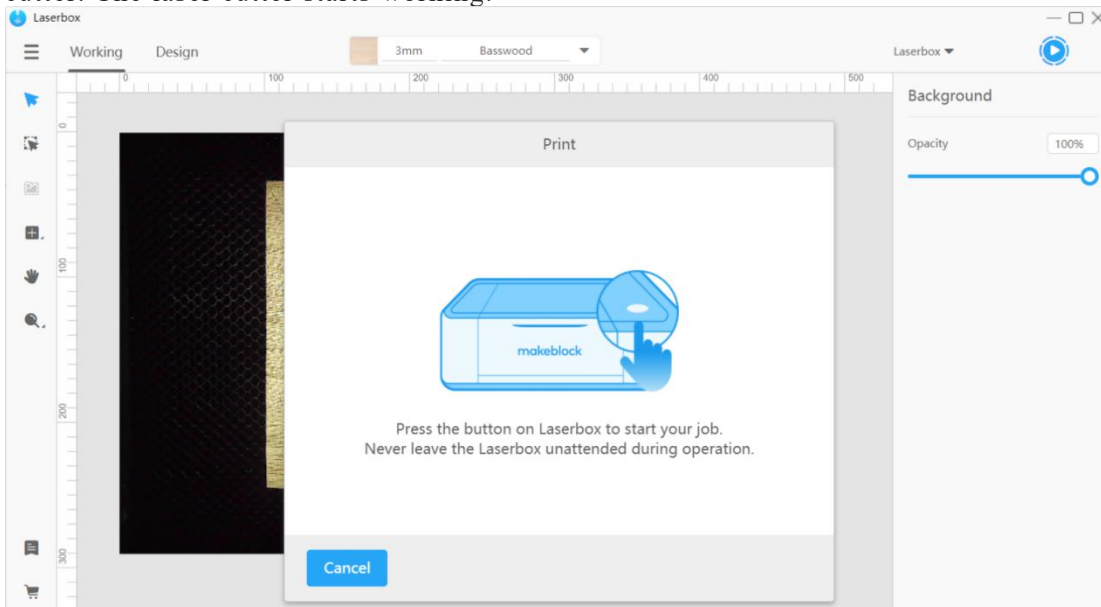 cutter. The laser cutter starts working.
Laserbox
Working Design 3mm Basswood Laserbox
0 100 200 300 400 500
Background
Opacity 100%
Print
0
100
200
300
makeblock
Press the button on Laserbox to start your job.
Never leave the Laserbox unattended during operation.
Cancel